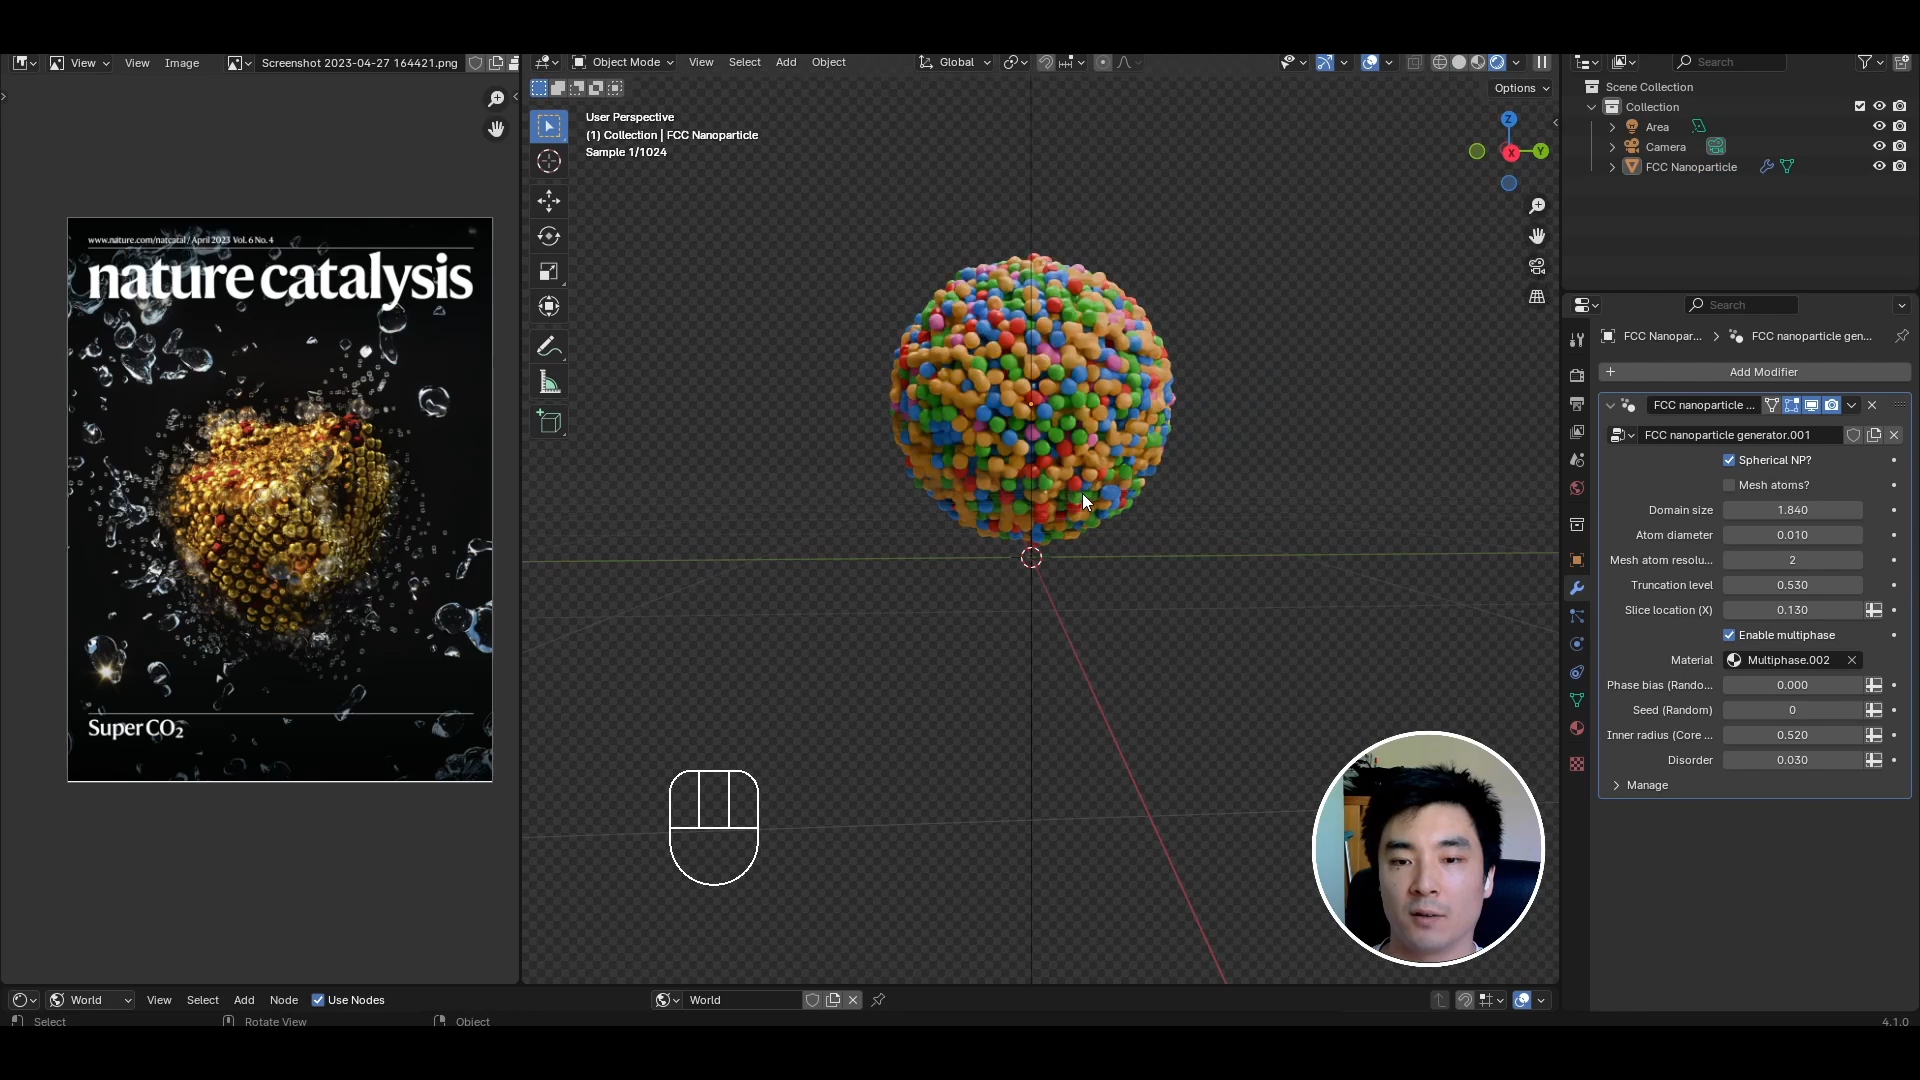 View
View
Image
Screenshot 2023-04-27 164421.png
Object Mode
View
Select
Add
Object
Global
Options
User Perspective
(1) Collection | FCC Nanoparticle
Sample 1/1024
Z
X
Y
www.nature.com/natcatal / April 2023 Vol. 6 No. 4
nature catalysis
Super CO₂
Search
Scene Collection
Collection
Area
Camera
FCC Nanoparticle
Search
FCC Nanopar...
FCC nanoparticle gen...
Add Modifier
FCC nanoparticle ...
FCC nanoparticle generator.001
Spherical NP?
Mesh atoms?
Domain size 1.840
Atom diameter 0.010
Mesh atom resolu... 2
Truncation level 0.530
Slice location (X) 0.130
Enable multiphase
Material Multiphase.002
Phase bias (Rando... 0.000
Seed (Random) 0
Inner radius (Core ... 0.520
Disorder 0.030
Manage
World
View
Select
Add
Node
Use Nodes
World
Select
Rotate View
Object
4.1.0